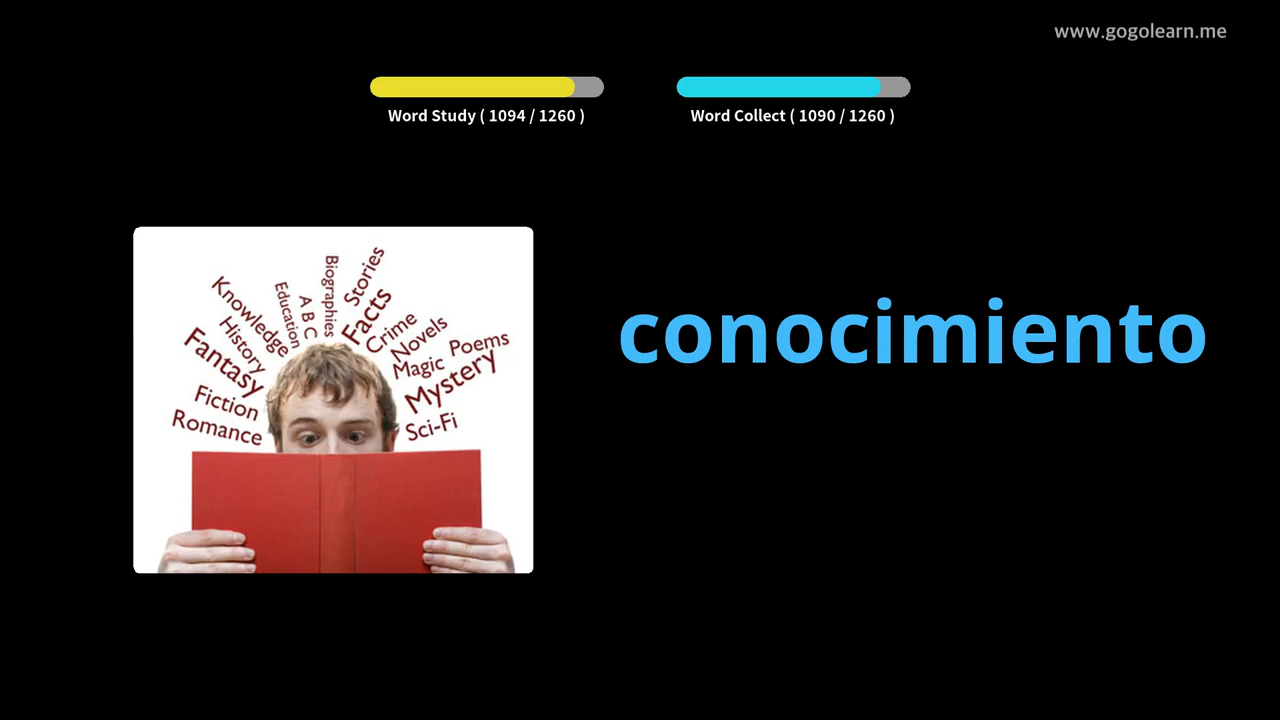 www.gogolearn.me
Word Study ( 1094 / 1260 )
Word Collect ( 1090 / 1260 )
Knowledge
Education
A B C
Biographies
Stories
History
Facts
Crime
Novels
Fantasy
Magic
Poems
Fiction
Mystery
Romance
Sci-Fi
conocimiento